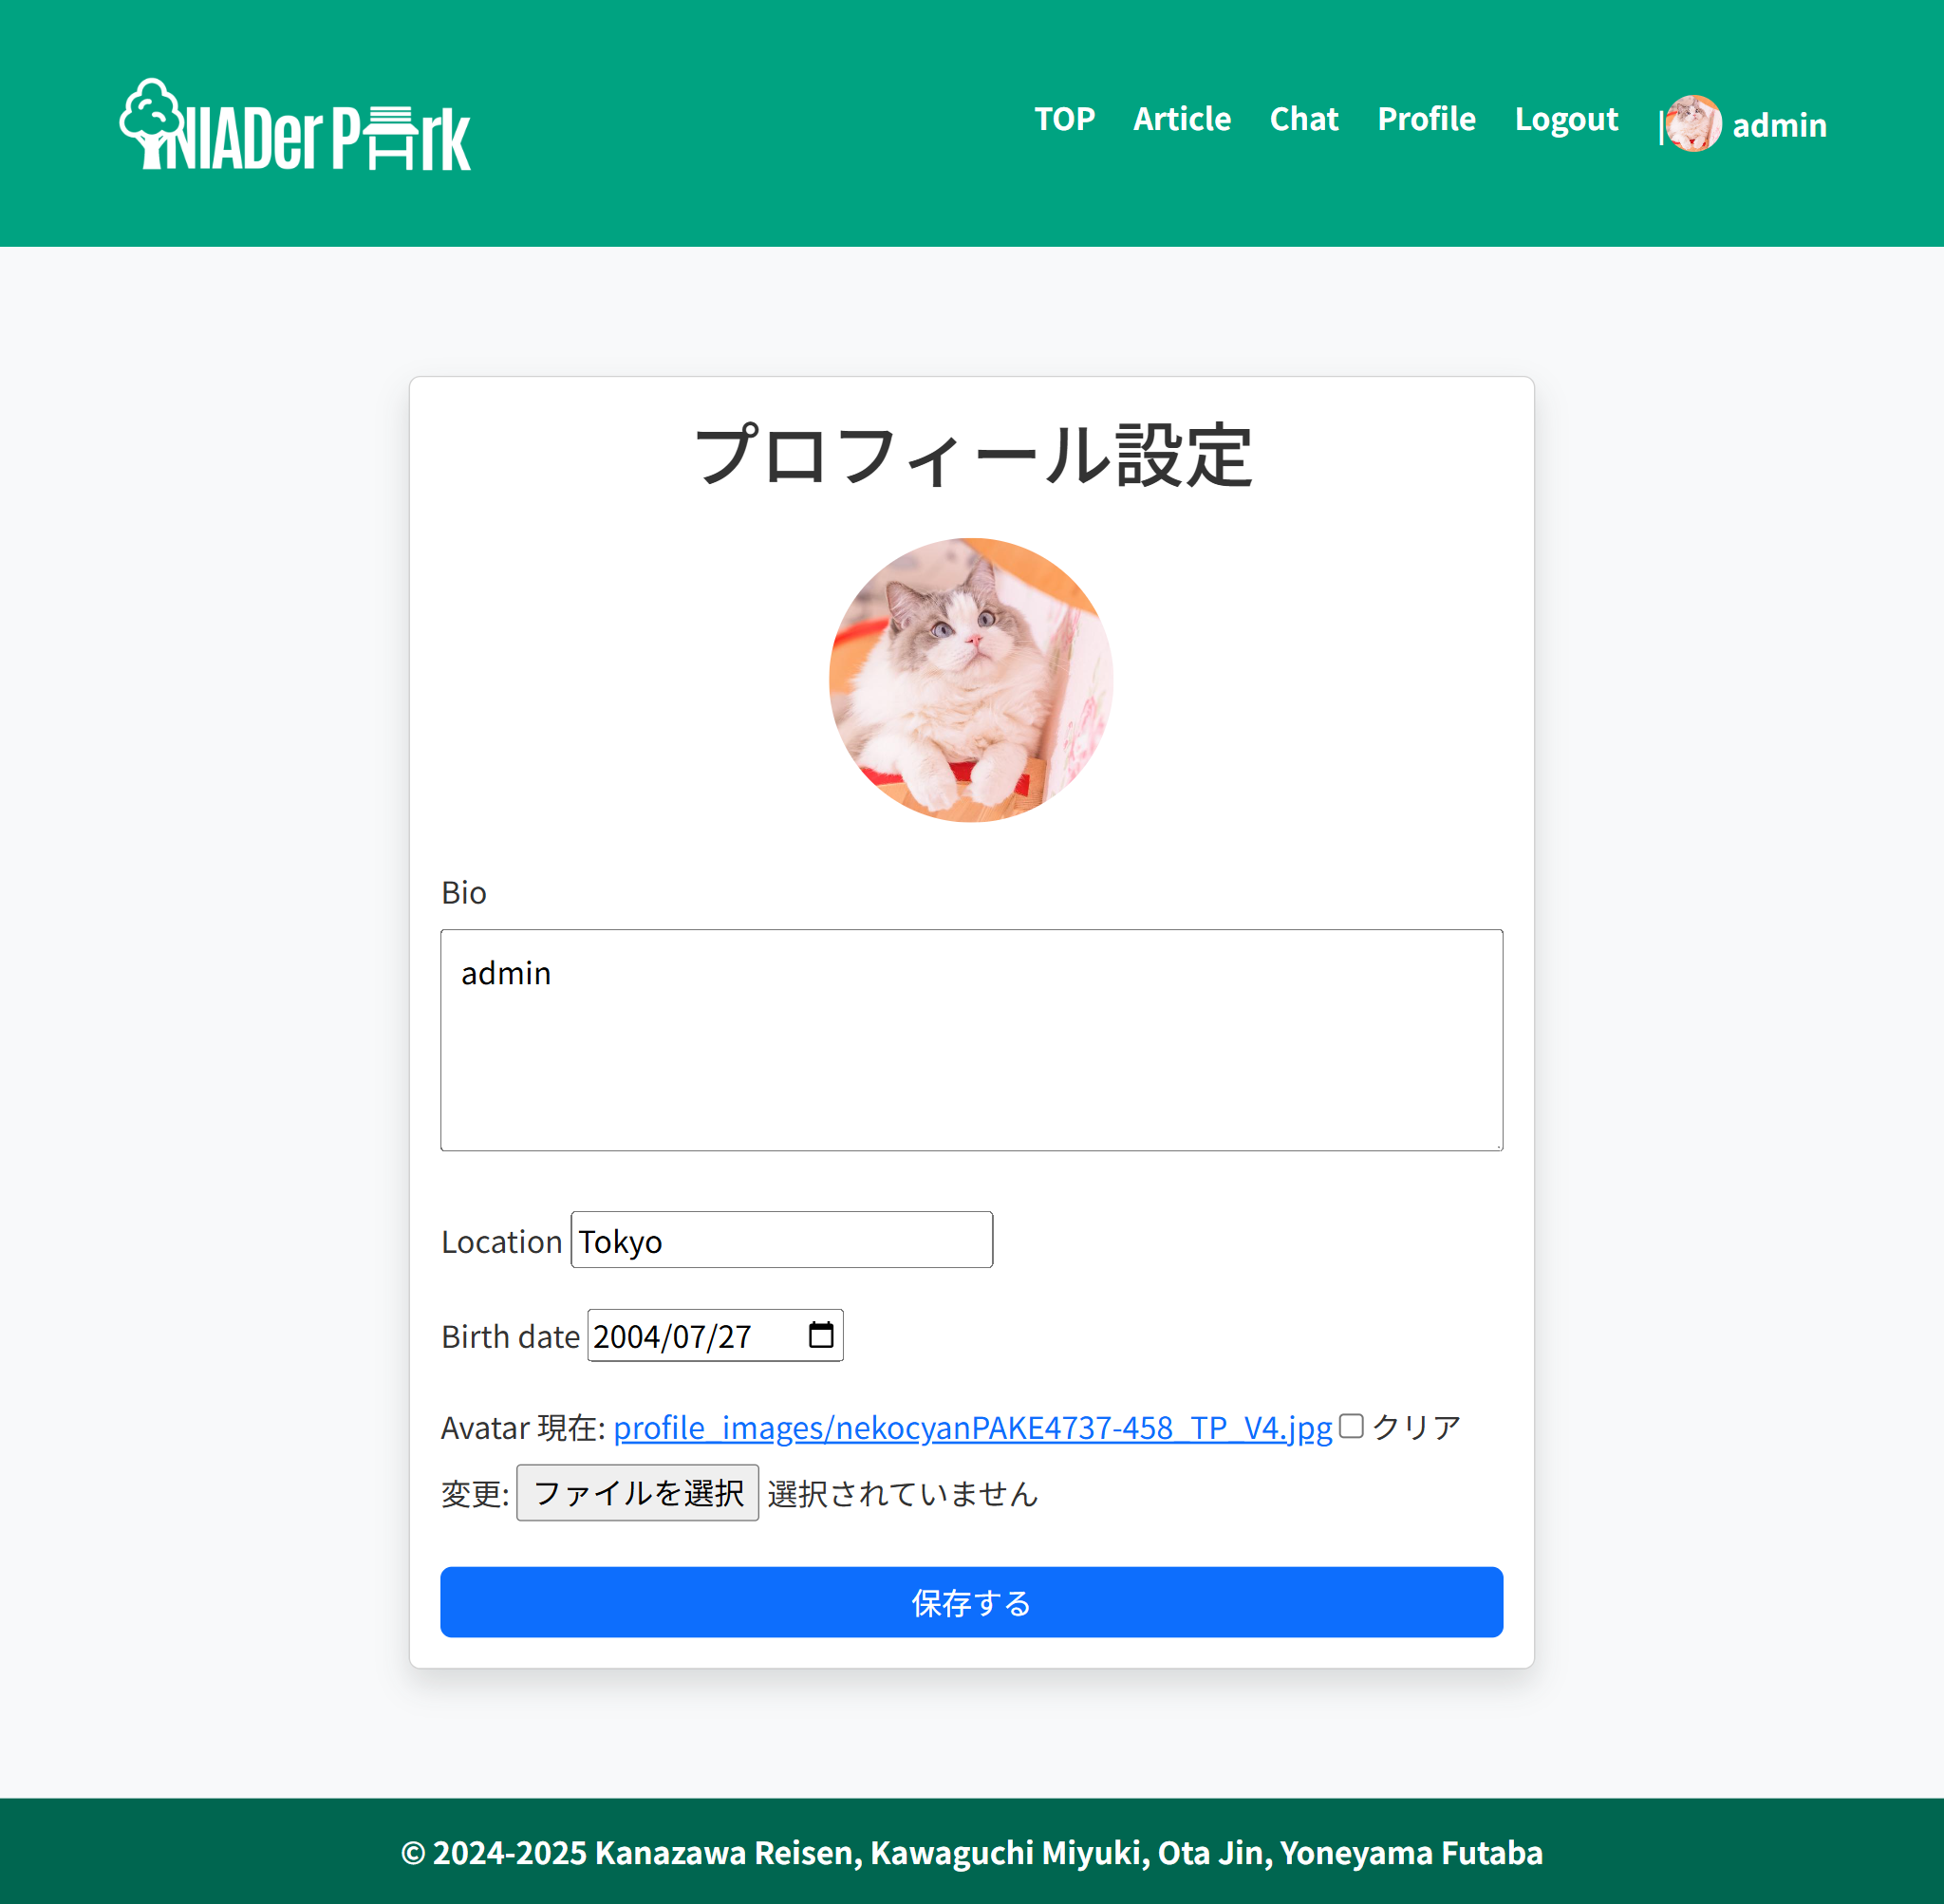 NIADer Park
TOP Article Chat Profile Logout | admin
プロフィール設定
Bio
admin
Location Tokyo
Birth date 2004/07/27
Avatar 現在: profile_images/nekocyanPAKE4737-458_TP_V4.jpg クリア
変更: ファイルを選択 選択されていません
保存する
© 2024-2025 Kanazawa Reisen, Kawaguchi Miyuki, Ota Jin, Yoneyama Futaba